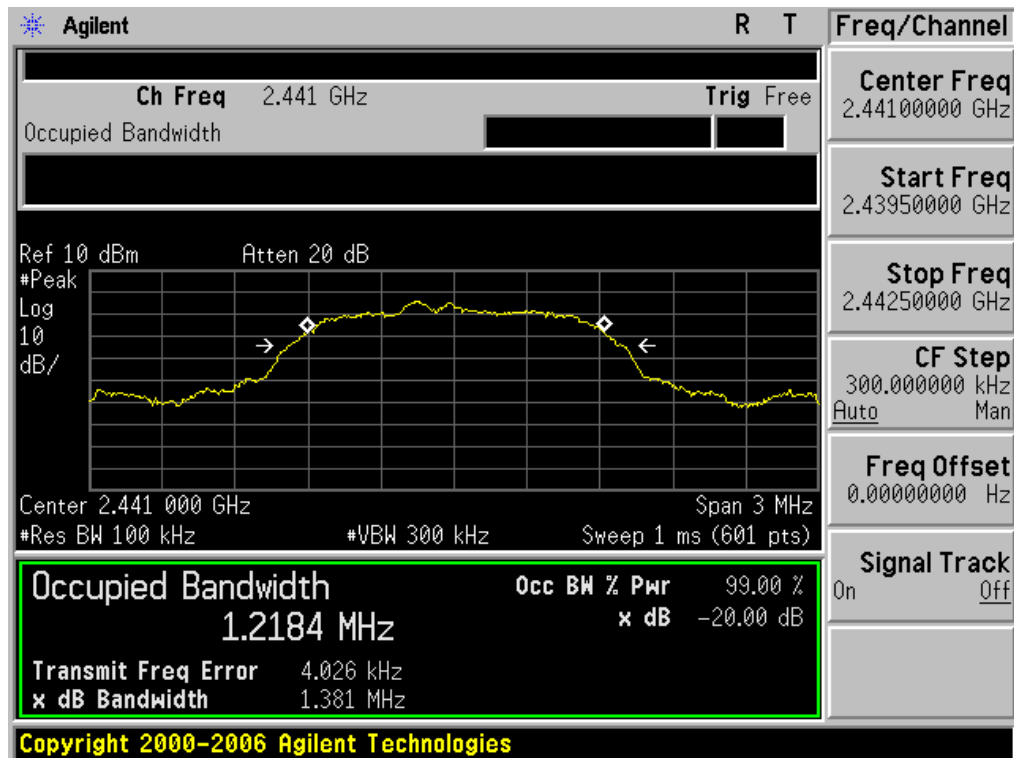 Agilent R T
Ch Freq 2.441 GHz Trig Free
Occupied Bandwidth
Ref 10 dBm Atten 20 dB
#Peak
Log
10
dB/
Center 2.441 000 GHz Span 3 MHz
#Res BW 100 kHz #VBW 300 kHz Sweep 1 ms (601 pts)
Occupied Bandwidth
1.2184 MHz
Occ BW % Pwr 99.00 %
x dB -20.00 dB
Transmit Freq Error 4.026 kHz
x dB Bandwidth 1.381 MHz
Copyright 2000-2006 Agilent Technologies
Freq/Channel
Center Freq
2.44100000 GHz
Start Freq
2.43950000 GHz
Stop Freq
2.44250000 GHz
CF Step
300.000000 kHz
Auto Man
Freq Offset
0.00000000 Hz
Signal Track
On Off